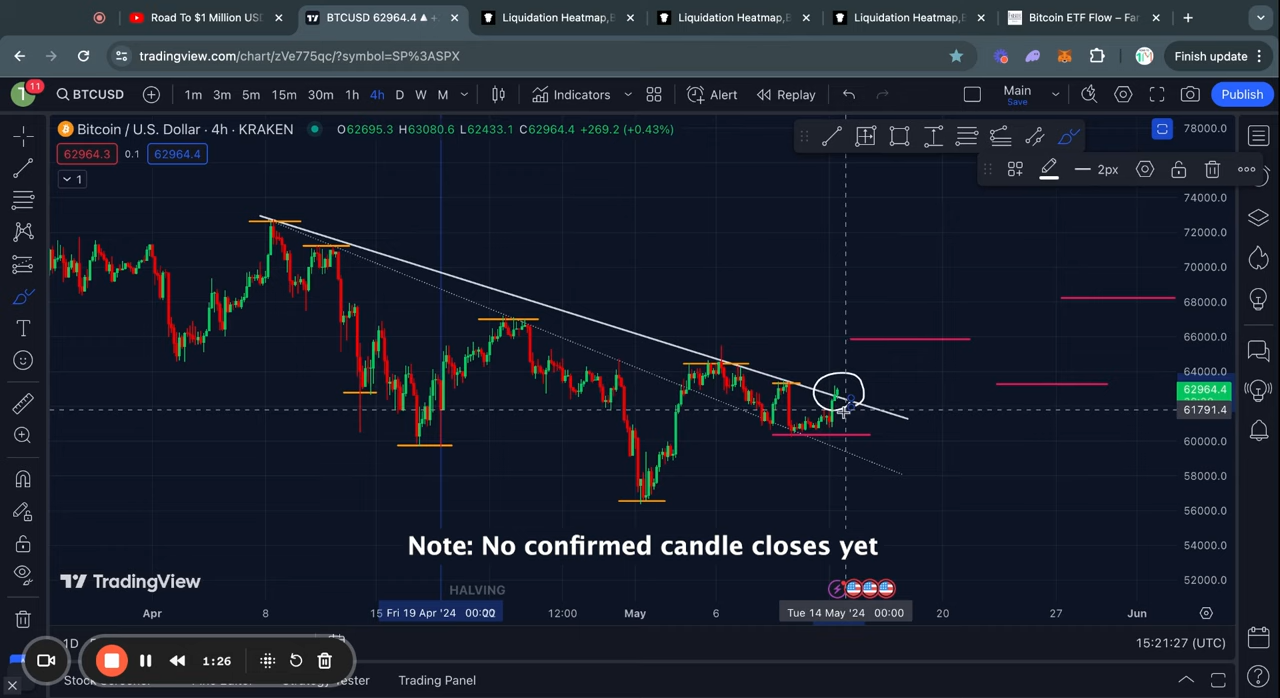 Road To $1 Million US
BTCUSD 62964.4 ▲ +
Liquidation Heatmap,B
Liquidation Heatmap,B
Liquidation Heatmap,B
Bitcoin ETF Flow – Far
tradingview.com/chart/zVe775qc/?symbol=SP%3ASPX
Finish update
11
T
BTCUSD
1m 3m 5m 15m 30m 1h 4h D W M
Indicators
Alert
Replay
Main
Save
Publish
Bitcoin / U.S. Dollar · 4h · KRAKEN
O62695.3 H63080.6 L62433.1 C62964.4 +269.2 (+0.43%)
62964.3 0.1 62964.4
1
2px
78000.0
74000.0
72000.0
70000.0
68000.0
66000.0
64000.0
62964.4
61791.4
60000.0
58000.0
56000.0
54000.0
52000.0
Note: No confirmed candle closes yet
TradingView
HALVING
Apr 8 15 Fri 19 Apr '24 00:00 12:00 May 6 Tue 14 May '24 00:00 20 27 Jun
1D
15:21:27 (UTC)
1:26
Trading Panel